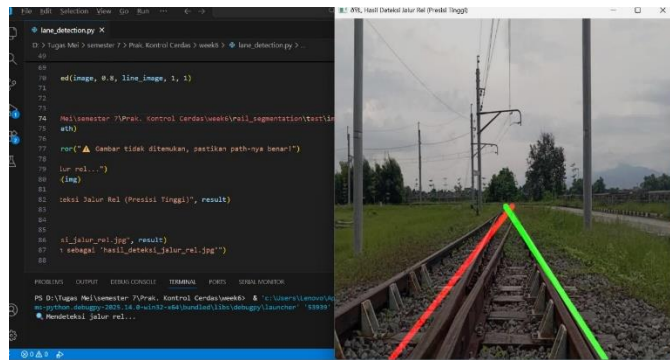 File Edit Selection View Go Run ...
lane_detection.py X
D: > Tugas Mei > semester 7 > Prak. Kontrol Cerdas > week6 > lane_detection.py > ...
49
69
70 ed(image, 0.8, line_image, 1, 1)
71
72
73
74 Mei\semester 7\Prak. Kontrol Cerdas\week6\rail_segmentation\test\im
75 ath)
76
77 ror("⚠ Gambar tidak ditemukan, pastikan path-nya benar!")
78
79 lur rel...")
80 (img)
81
82 :eksi Jalur Rel (Presisi Tinggi)", result)
83
84
85
86 si_jalur_rel.jpg", result)
87 sebagai 'hasil_deteksi_jalur_rel.jpg'")
88
PROBLEMS OUTPUT DEBUG CONSOLE TERMINAL PORTS SERIAL MONITOR
PS D:\Tugas Mei\semester 7\Prak. Kontrol Cerdas\week6> & 'c:\Users\Lenovo\Ap
ms-python.debugpy-2025.14.0-win32-x64\bundled\libs\debugpy\launcher' '53939'
Mendeteksi jalur rel...
0 0
Hasil Deteksi Jalur Rel (Presisi Tinggi)